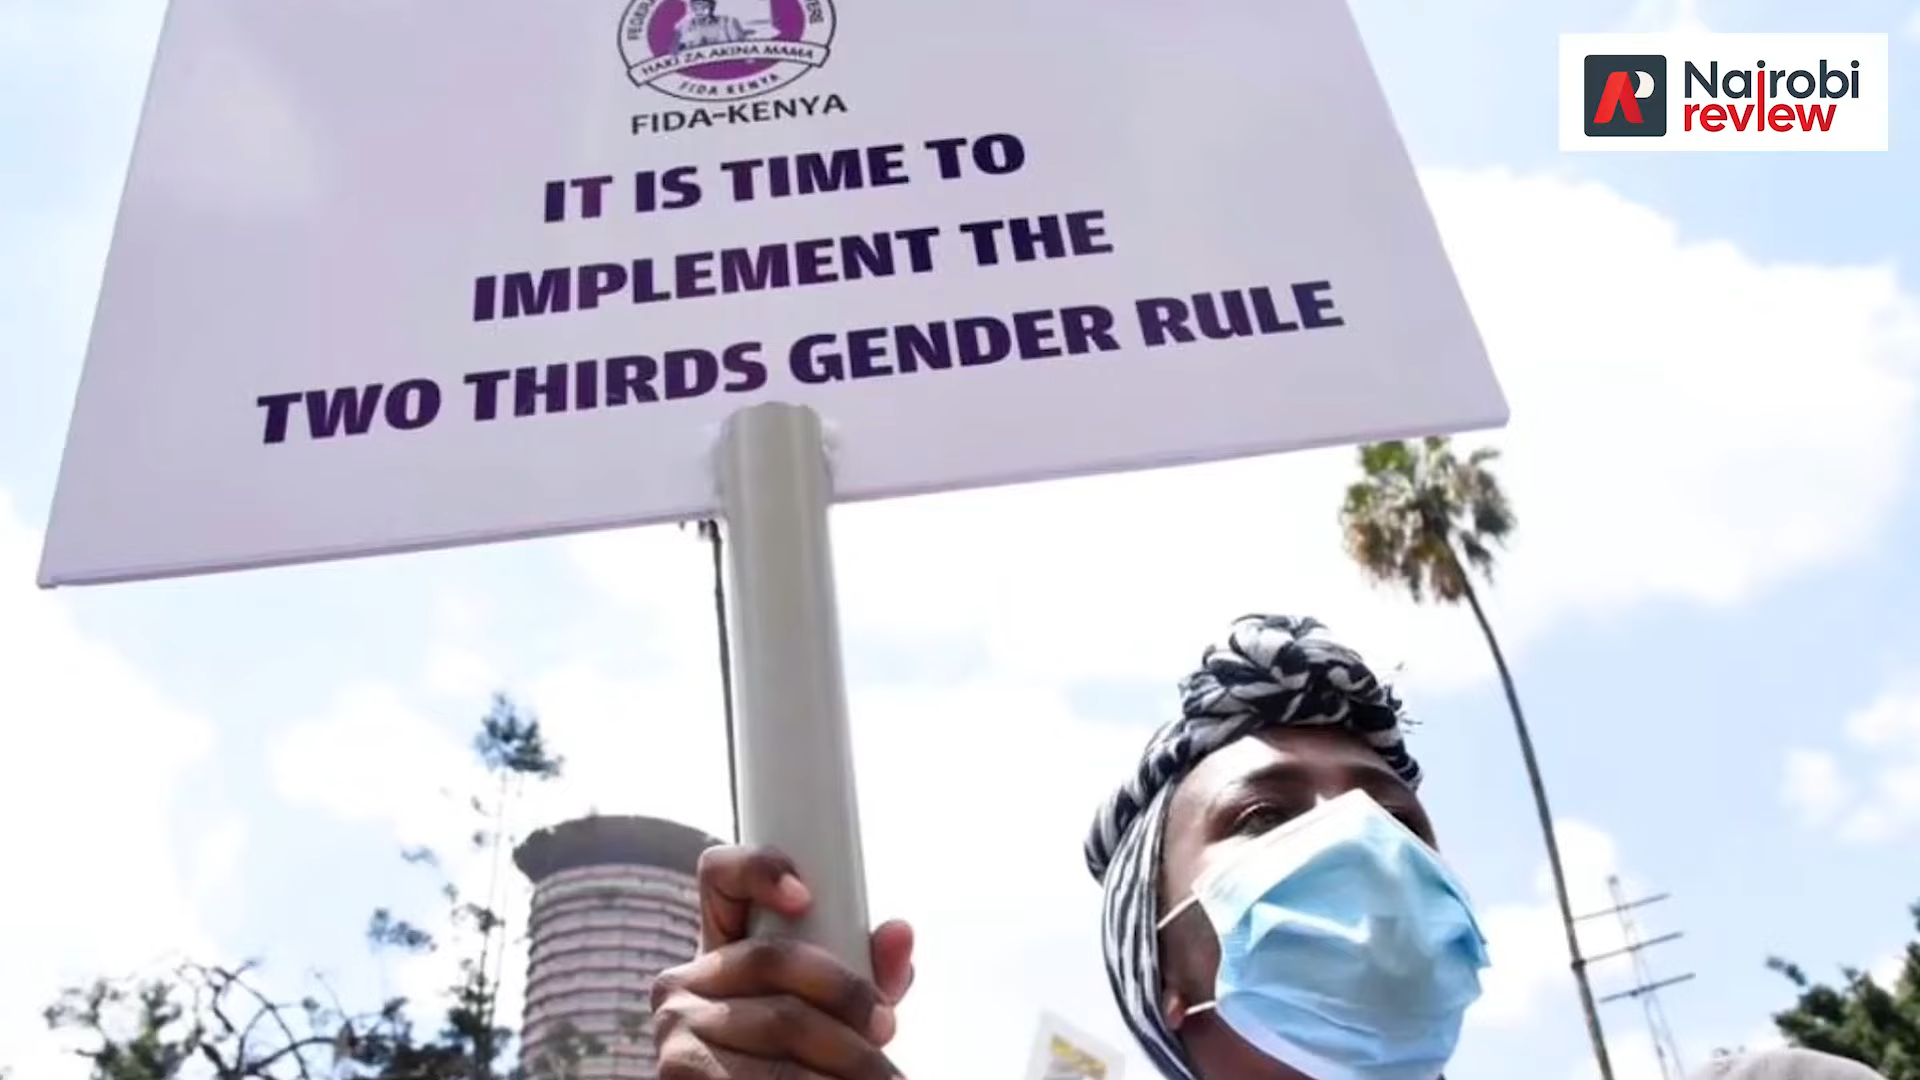 HAKI ZA AKINA MAMA
FIDA KENYA
FIDA-KENYA
IT IS TIME TO
IMPLEMENT THE
TWO THIRDS GENDER RULE
Nairobi
review